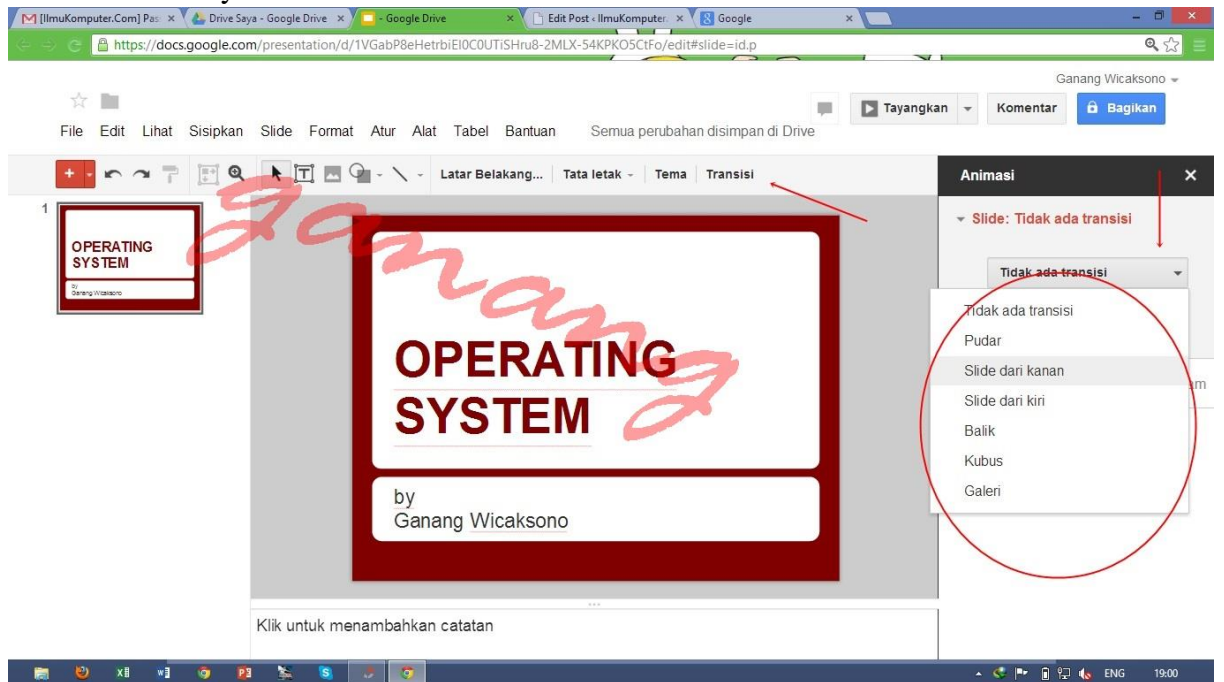 [IlmuKomputer.Com] Pas
Drive Saya - Google Drive
- Google Drive
Edit Post ‹ IlmuKomputer.
Google
https://docs.google.com/presentation/d/1VGabP8eHetrbiEI0C0UTiSHru8-2MLX-54KPKO5CtFo/edit#slide=id.p
Ganang Wicaksono
Tayangkan
Komentar
Bagikan
File Edit Lihat Sisipkan Slide Format Atur Alat Tabel Bantuan Semua perubahan disimpan di Drive
Latar Belakang... Tata letak Tema Transisi
Animasi
1
OPERATING
SYSTEM
by
Ganang Wicaksono
ganang
OPERATING
SYSTEM
by
Ganang Wicaksono
Slide: Tidak ada transisi
Tidak ada transisi
Tidak ada transisi
Pudar
Slide dari kanan
Slide dari kiri
Balik
Kubus
Galeri
Klik untuk menambahkan catatan
ENG 19:00